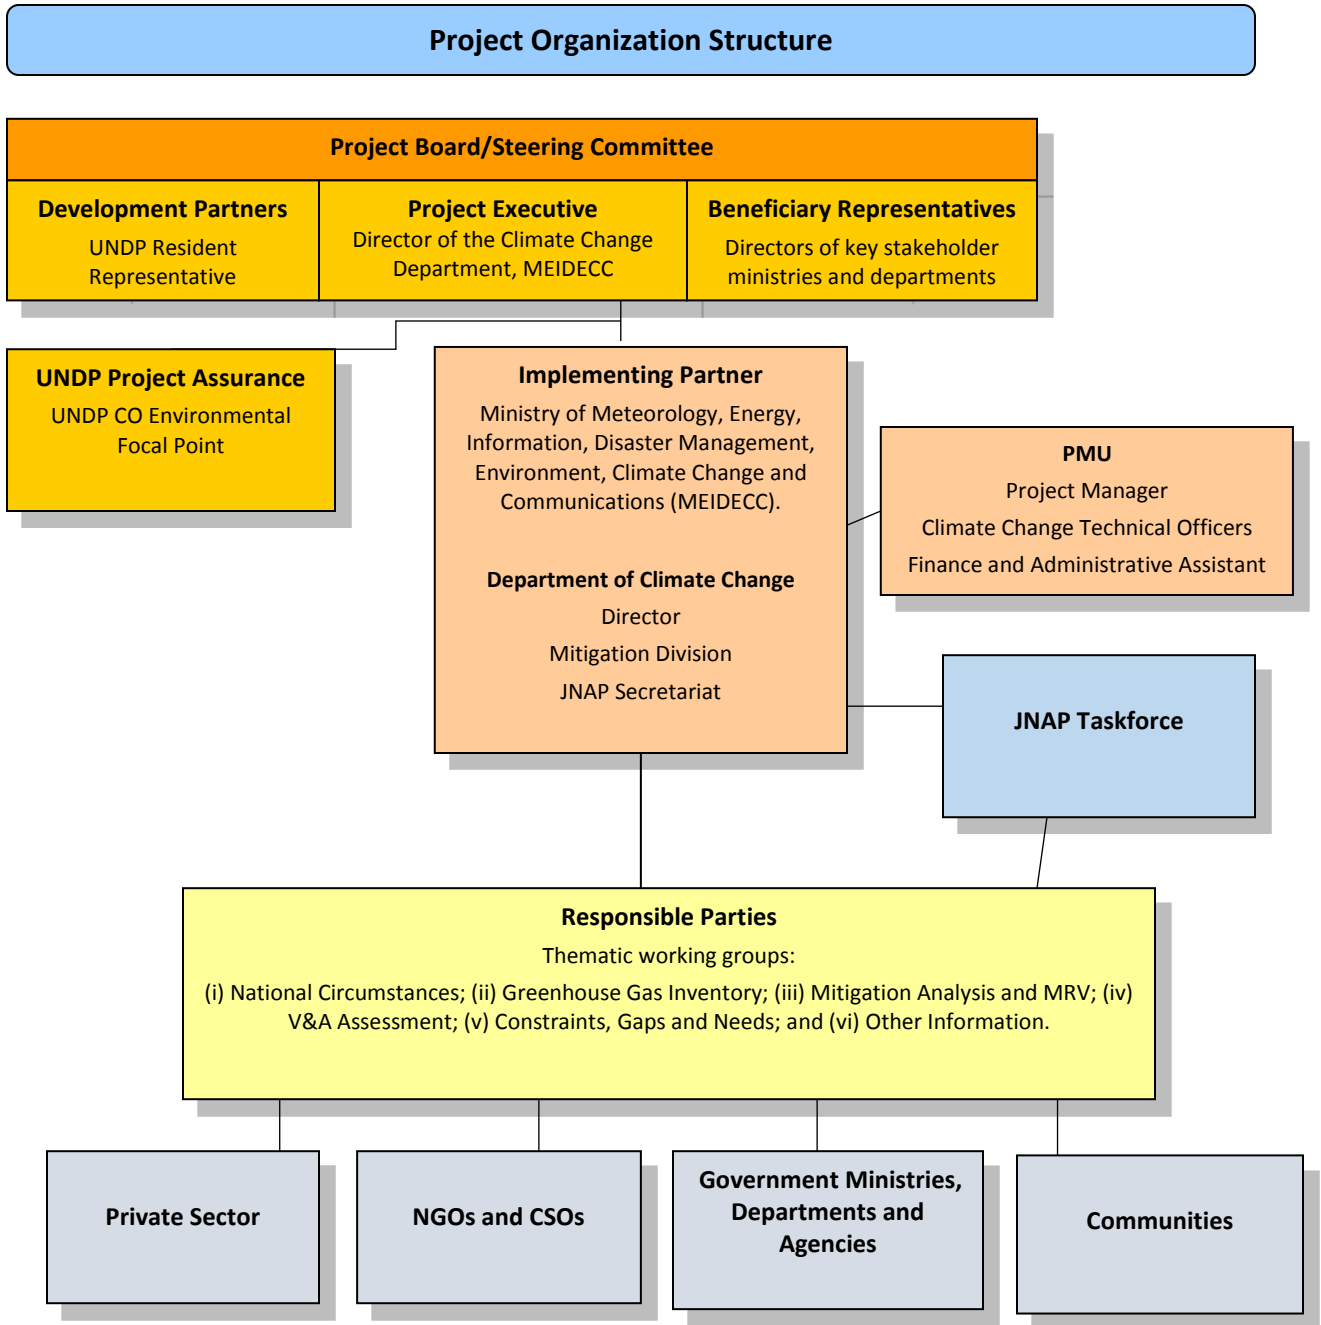 Project Organization Structure
Project Board/Steering Committee
Development Partners
UNDP Resident
Representative
Project Executive
Director of the Climate Change
Department, MEIDECC
Beneficiary Representatives
Directors of key stakeholder
ministries and departments
UNDP Project Assurance
UNDP CO Environmental
Focal Point
Implementing Partner
Ministry of Meteorology, Energy,
Information, Disaster Management,
Environment, Climate Change and
Communications (MEIDECC).
Department of Climate Change
Director
Mitigation Division
JNAP Secretariat
PMU
Project Manager
Climate Change Technical Officers
Finance and Administrative Assistant
JNAP Taskforce
Responsible Parties
Thematic working groups:
(i) National Circumstances; (ii) Greenhouse Gas Inventory; (iii) Mitigation Analysis and MRV; (iv)
V&A Assessment; (v) Constraints, Gaps and Needs; and (vi) Other Information.
Private Sector
NGOs and CSOs
Government Ministries,
Departments and
Agencies
Communities